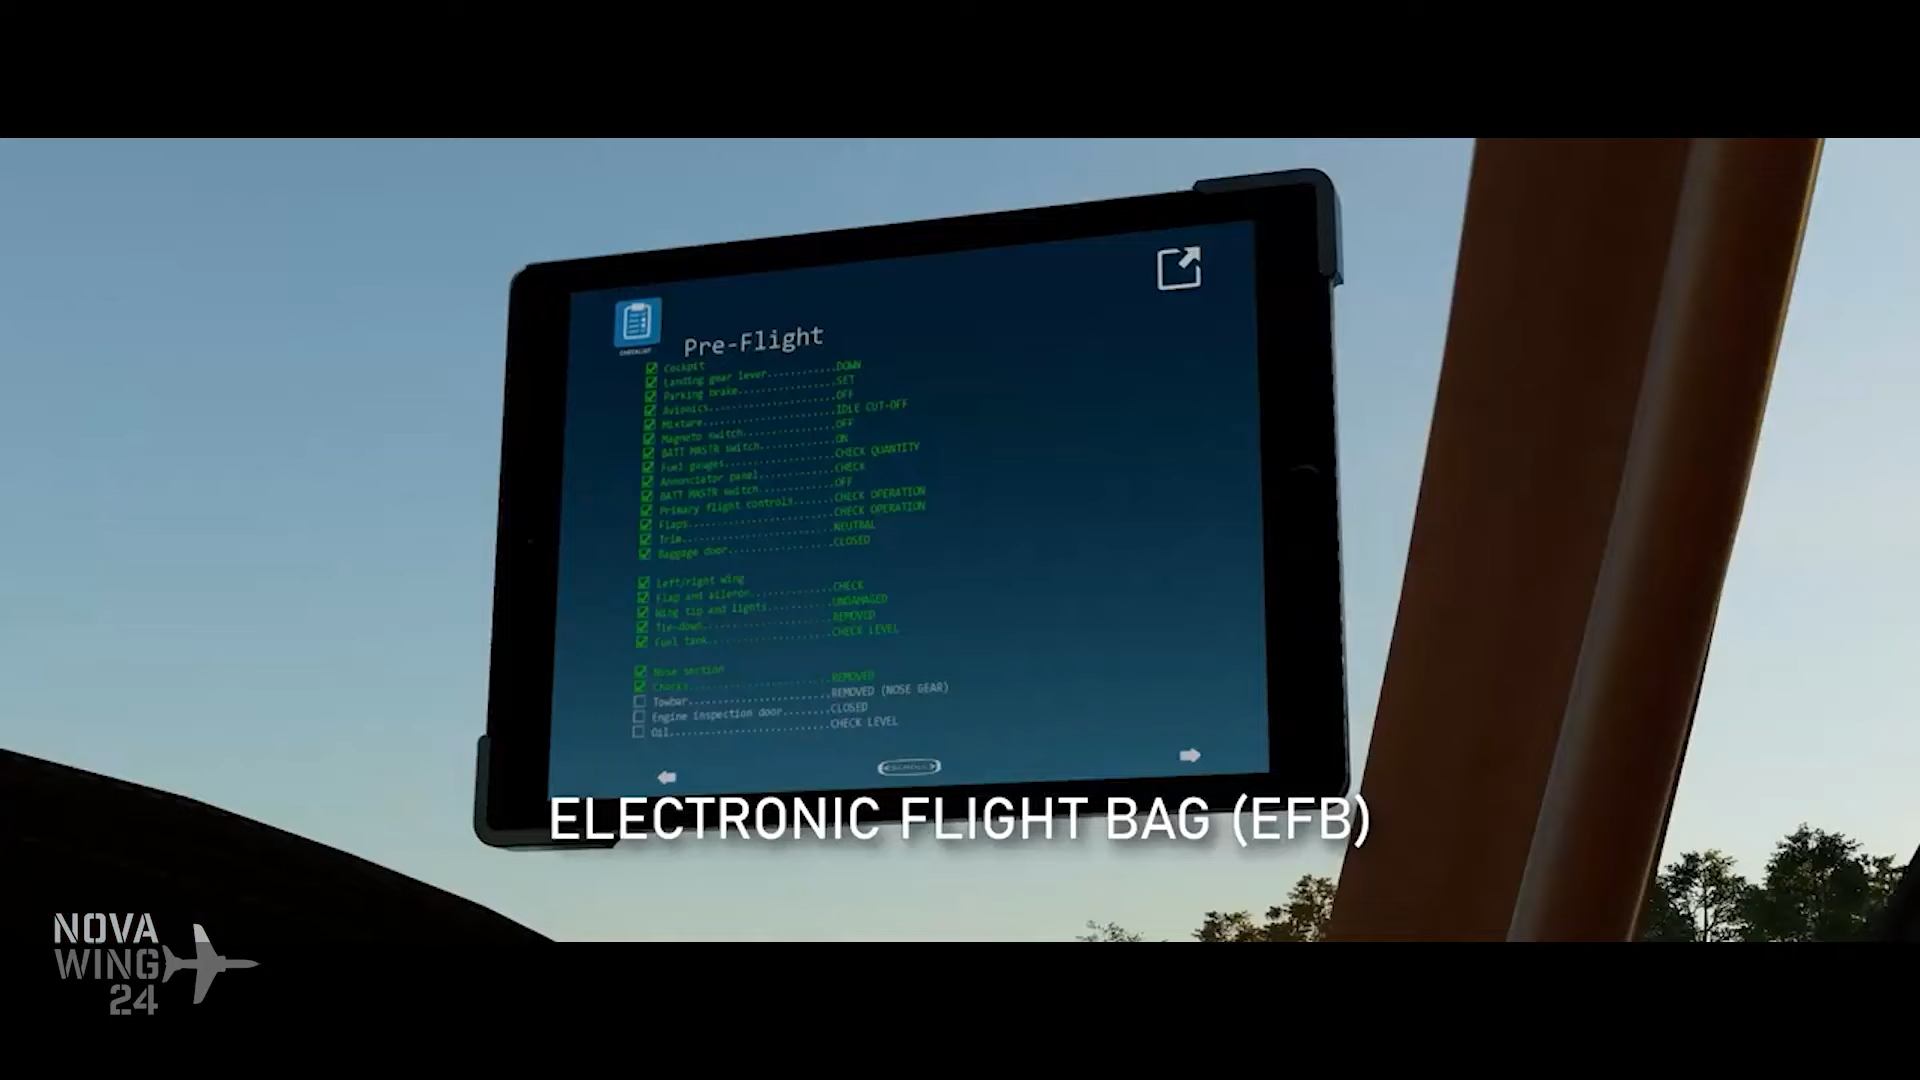 CHECKLIST
Pre-Flight
Cockpit
Landing gear lever............DOWN
Parking brake..............SET
Avionics..................OFF
Mixture...................IDLE CUT-OFF
Magneto switch.............OFF
BATT MASTR switch...........ON
Fuel gauges................CHECK QUANTITY
Annonciator panel...........CHECK
BATT MASTR switch...........OFF
Primary flight controls......CHECK OPERATION
Flaps.....................CHECK OPERATION
Trim......................NEUTRAL
Baggage door...............CLOSED
Left/right wing
Flap and aileron............CHECK
Wing tip and lights.........UNDAMAGED
Tie-down..................REMOVED
Fuel tank..................CHECK LEVEL
Nose section
Chocks....................REMOVED
Towbar....................REMOVED (NOSE GEAR)
Engine inspection door.......CLOSED
Oil.......................CHECK LEVEL
SCROLL
ELECTRONIC FLIGHT BAG (EFB)
NOVA
WING
24